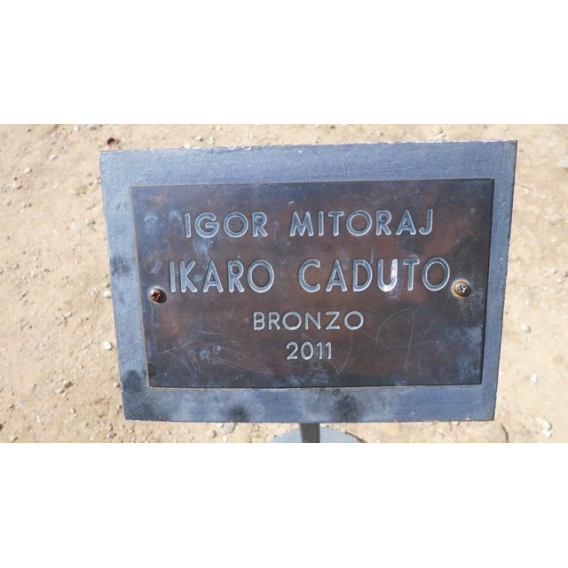 IGOR MITORAJ
IKARO CADUTO
BRONZO
2011